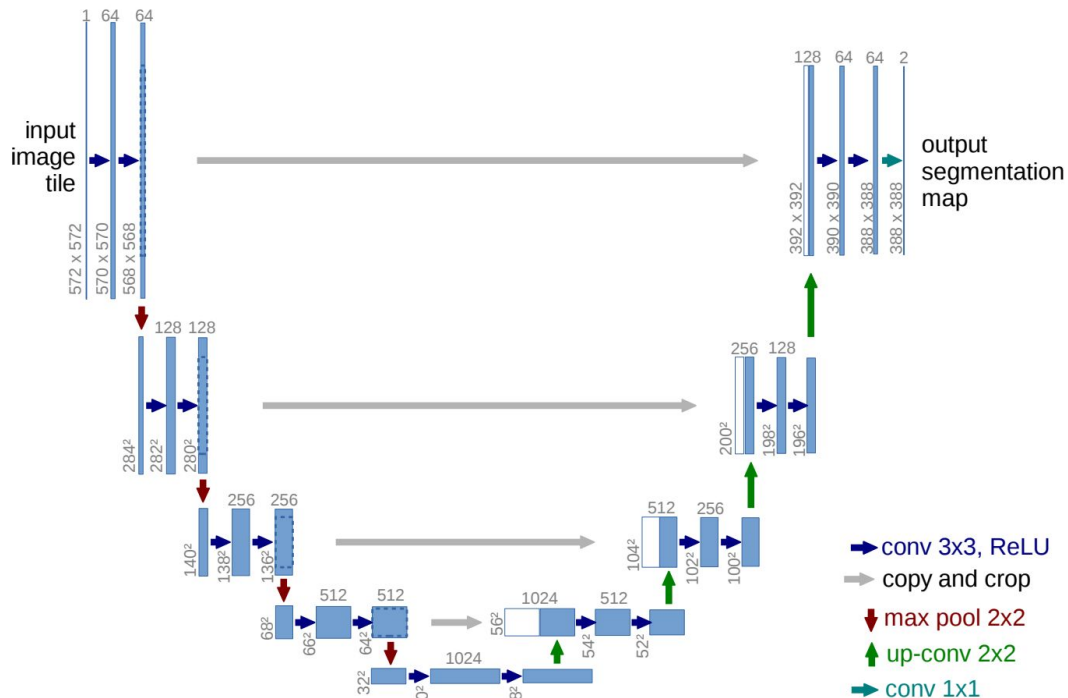 1
64
64
128
64
64
2
input
image
tile
output
segmentation
map
572 x 572
570 x 570
568 x 568
392 x 392
390 x 390
388 x 388
388 x 388
128
128
256
128
284²
282²
280²
200²
198²
196²
256
256
512
256
140²
138²
136²
104²
102²
100²
conv 3x3, ReLU
copy and crop
max pool 2x2
up-conv 2x2
conv 1x1
512
512
1024
512
68²
66²
64²
56²
54²
52²
1024
32²